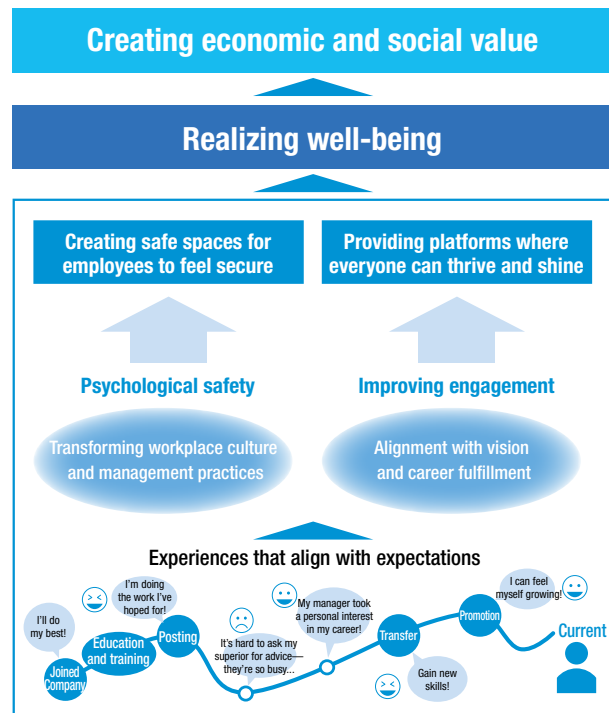 Creating economic and social value
Realizing well-being
Creating safe spaces for
employees to feel secure
Providing platforms where
everyone can thrive and shine
Psychological safety
Improving engagement
Transforming workplace culture
and management practices
Alignment with vision
and career fulfillment
Experiences that align with expectations
I'll do
my best!
Joined
Company
Education
and training
I'm doing
the work I've
hoped for!
Posting
It's hard to ask my
superior for advice—
they're so busy...
My manager took
a personal interest
in my career!
Transfer
Gain new
skills!
Promotion
I can feel
myself growing!
Current